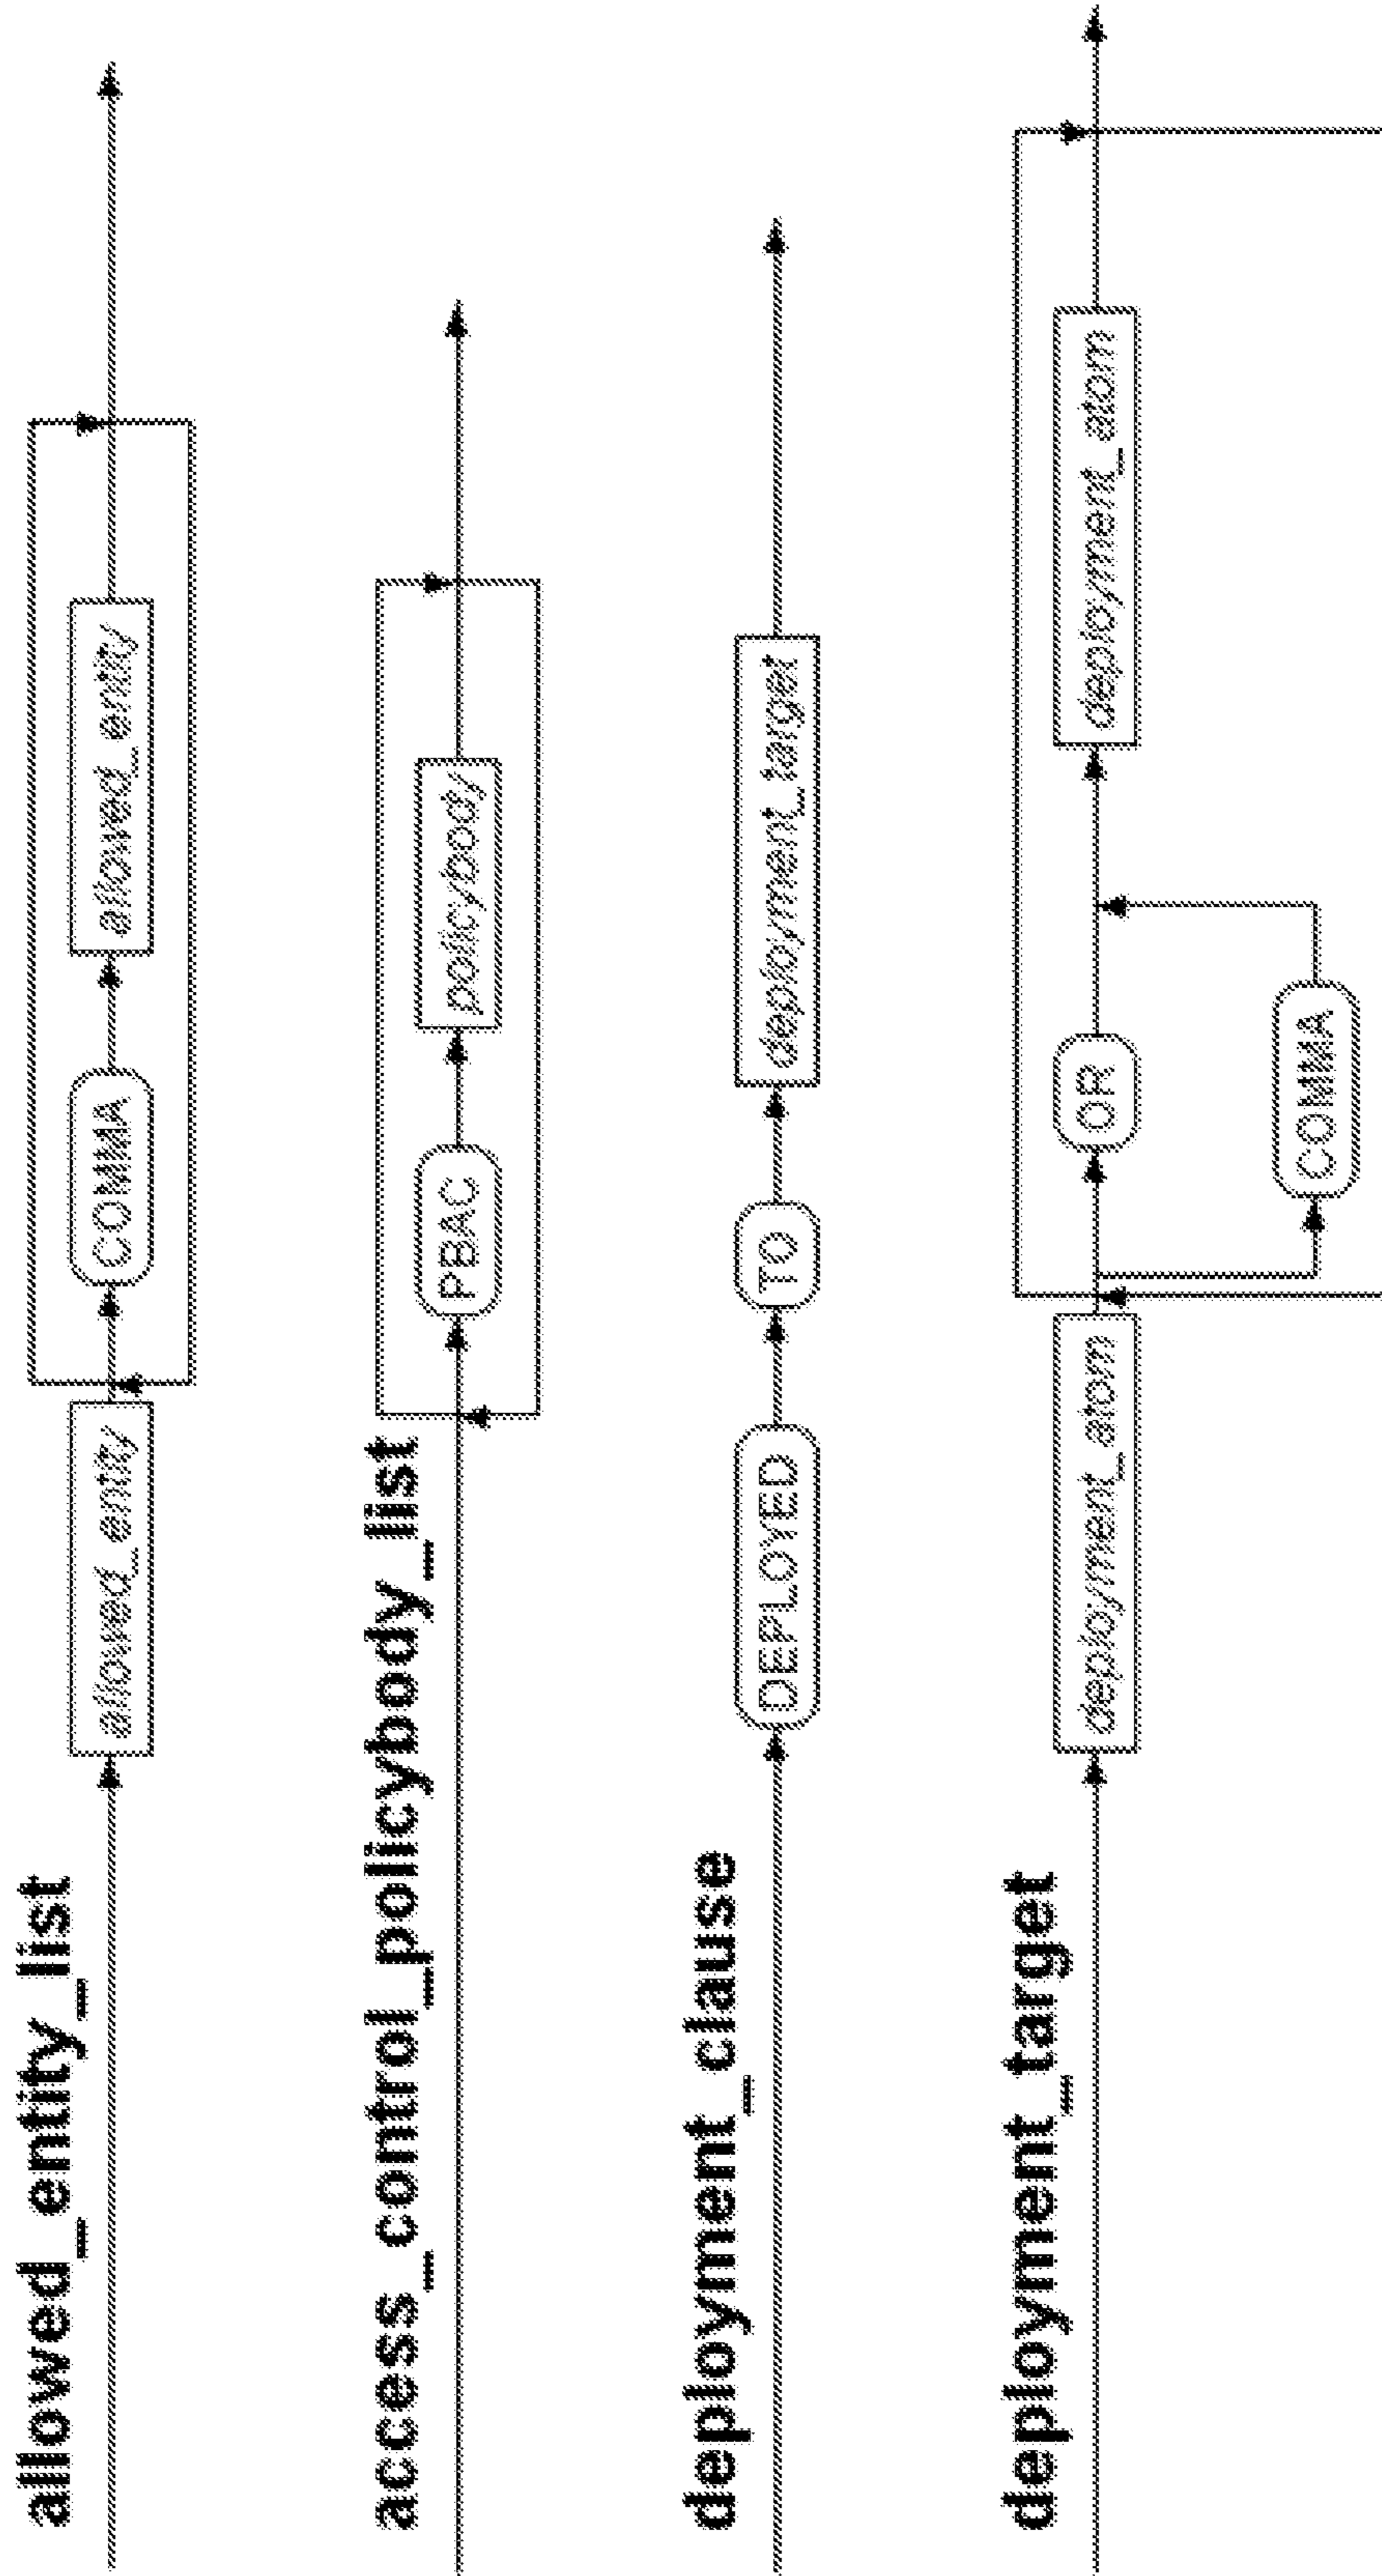 allowed_entity_list
allowed_entity COMMA allowed_entity
access_control_policybody_list
PBAC policybody
deployment_clause
DEPLOYED TO deployment_target
deployment_target
deployment_atom OR deployment_atom
COMMA